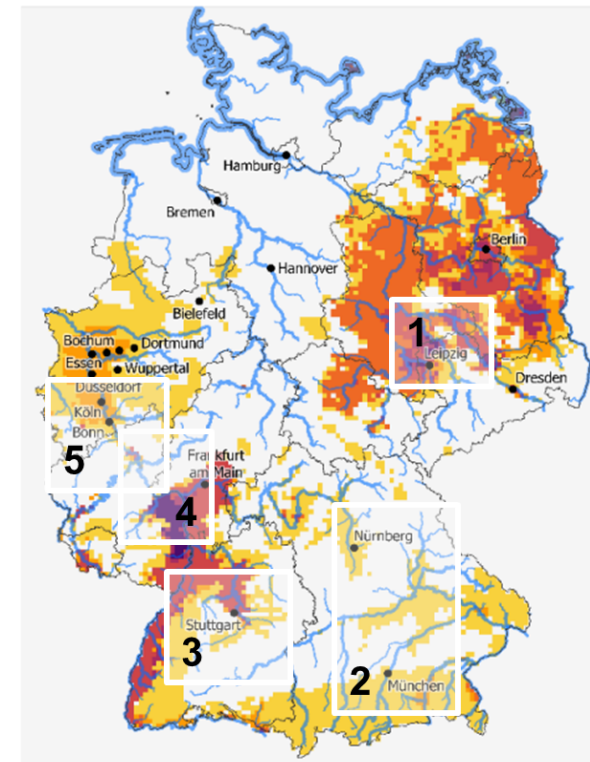 Hamburg
Bremen
Berlin
Hannover
Bielefeld
1
Bochum
Dortmund
Leipzig
Essen
Wuppertal
Dresden
Düsseldorf
Köln
Bonn
5
Frankfurt
am Main
4
Nürnberg
Stuttgart
3
2
München